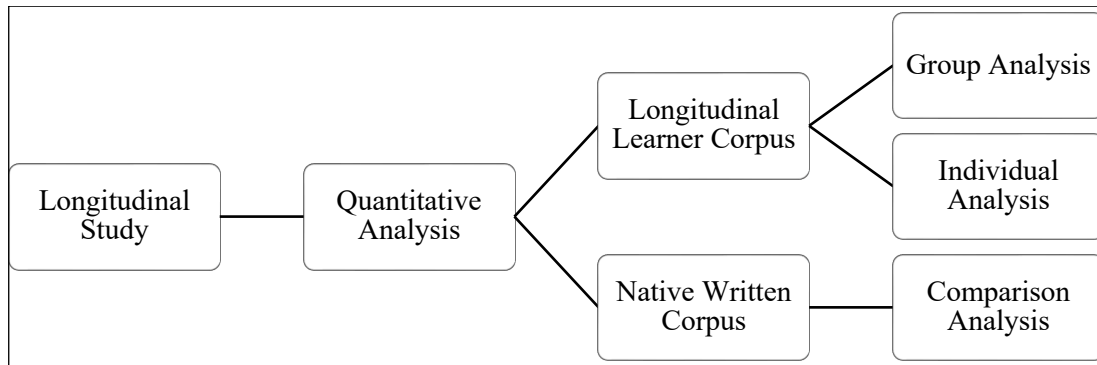 Longitudinal
Study
Quantitative
Analysis
Longitudinal
Learner Corpus
Native Written
Corpus
Group Analysis
Individual
Analysis
Comparison
Analysis